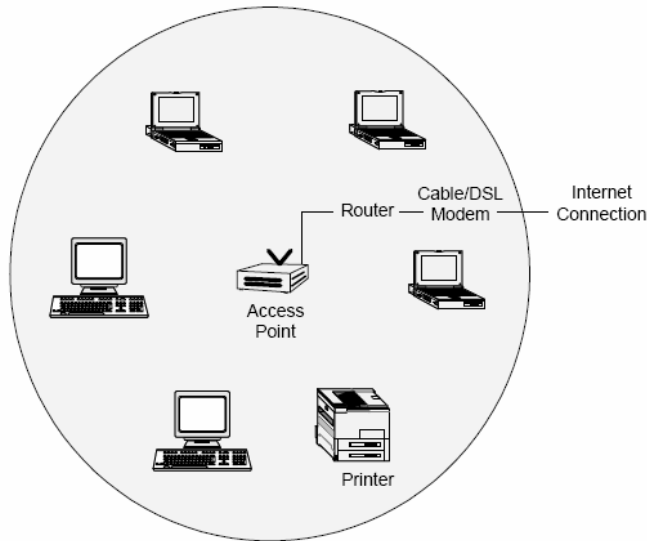 Router
Cable/DSL
Modem
Internet
Connection
Access
Point
Printer